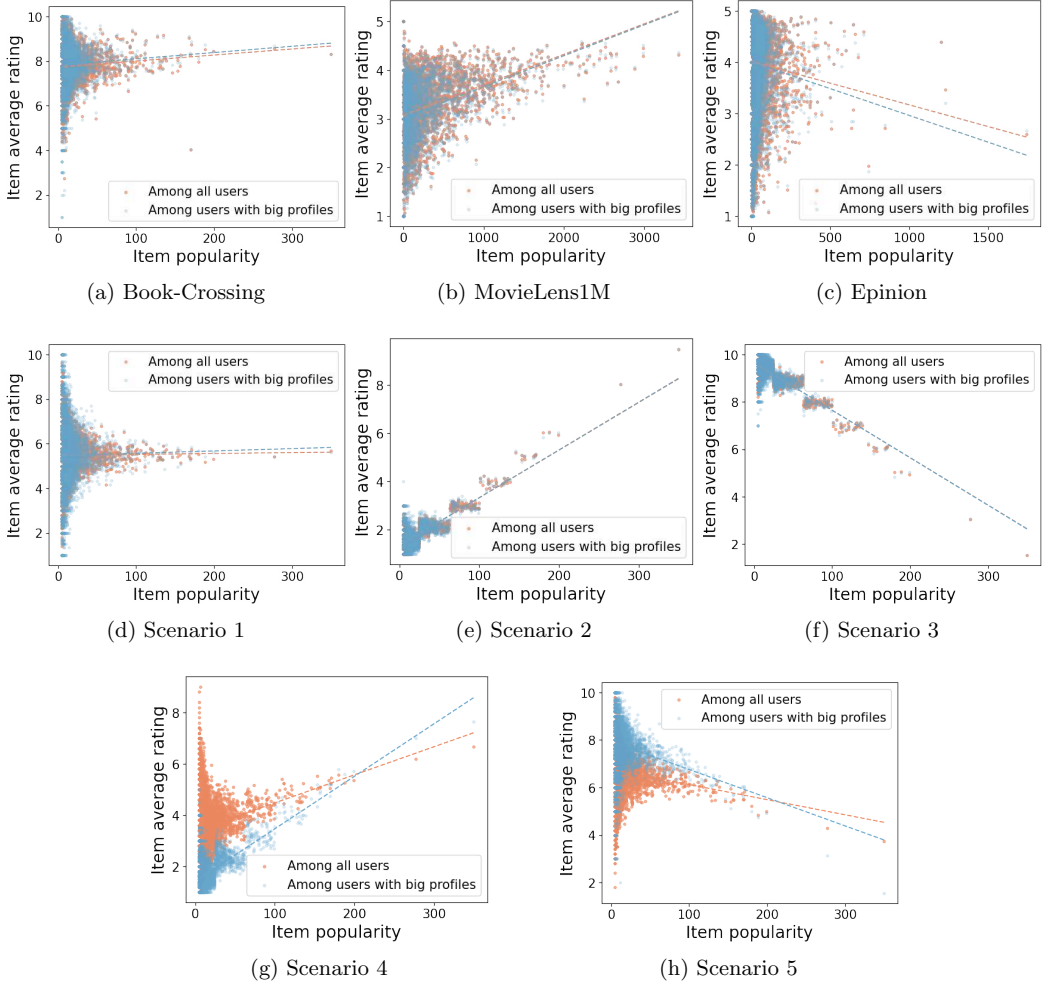 Item average rating
10
8
6
4
2
Among all users
Among users with big profiles
0 100 200 300
Item popularity
(a) Book-Crossing
Item average rating
5
4
3
2
1
Among all users
Among users with big profiles
0 1000 2000 3000
Item popularity
(b) MovieLens1M
Item average rating
5
4
3
2
1
Among all users
Among users with big profiles
0 500 1000 1500
Item popularity
(c) Epinion
Item average rating
10
8
6
4
2
Among all users
Among users with big profiles
0 100 200 300
Item popularity
(d) Scenario 1
Item average rating
8
6
4
2
Among all users
Among users with big profiles
0 100 200 300
Item popularity
(e) Scenario 2
Item average rating
10
8
6
4
2
Among all users
Among users with big profiles
0 100 200 300
Item popularity
(f) Scenario 3
Item average rating
8
6
4
2
Among all users
Among users with big profiles
0 100 200 300
Item popularity
(g) Scenario 4
Item average rating
10
8
6
4
2
Among all users
Among users with big profiles
0 100 200 300
Item popularity
(h) Scenario 5